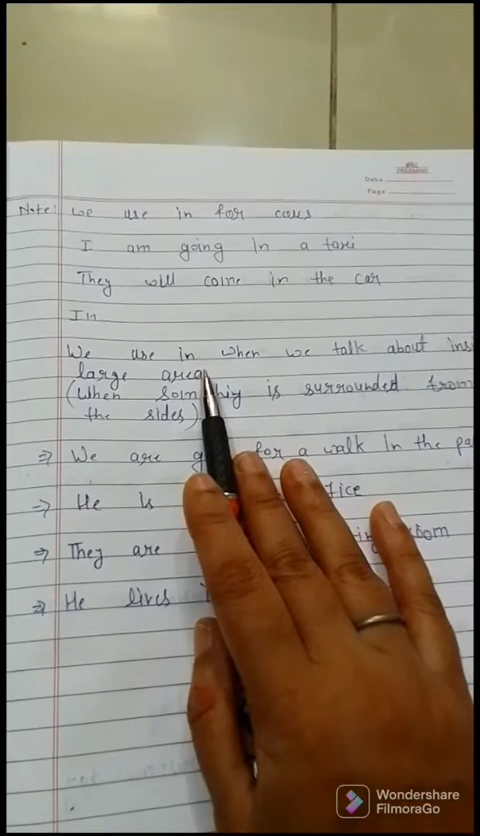 TRISHONE
Date
Page
Note: we use in for cars
I am going In a taxi
They will come in the car
In
We use in when we talk about ins
large area
(when something is surrounded from
the sides)
⇒ We are g for a walk In the pa
⇒ He Is fice
⇒ They are ing room
⇒ He lives
Wondershare
FilmoraGo